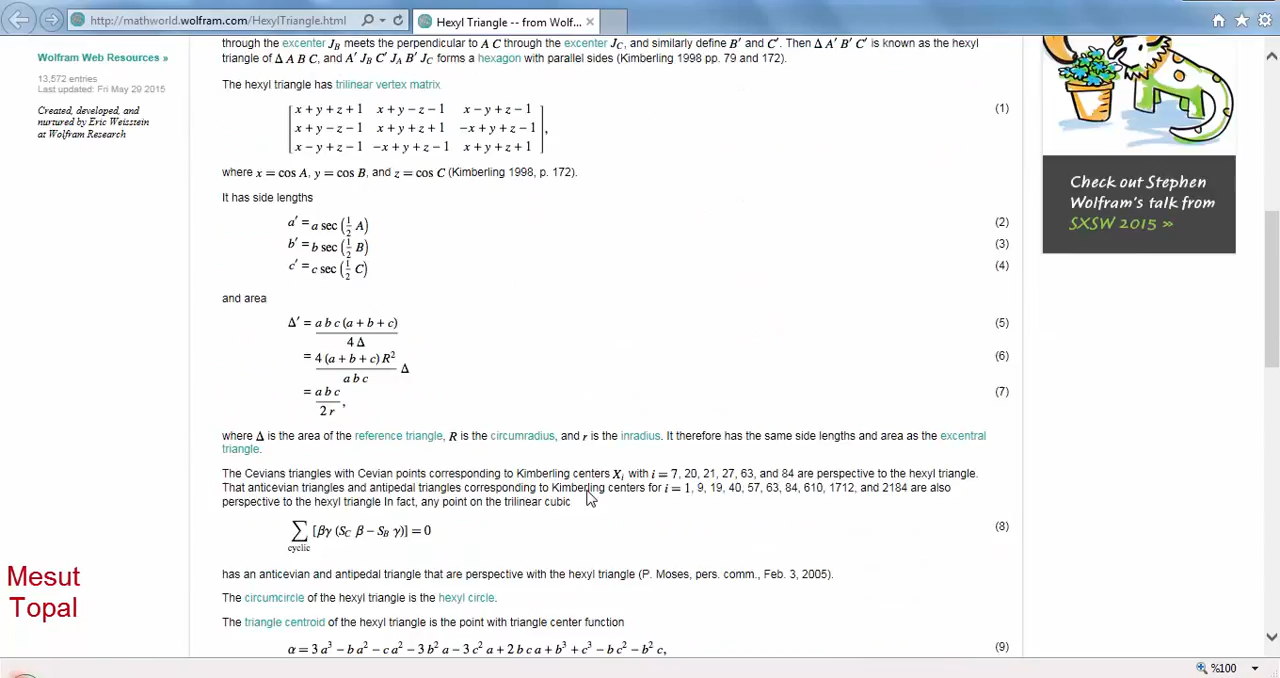 http://mathworld.wolfram.com/HexylTriangle.html
Hexyl Triangle -- from Wolf...
Wolfram Web Resources »
13,572 entries
Last updated: Fri May 29 2015
Created, developed, and
nurtured by Eric Weisstein
at Wolfram Research
through the excenter J_B meets the perpendicular to A C through the excenter J_C, and similarly define B′ and C′. Then Δ A′ B′ C′ is known as the hexyl
triangle of Δ A B C, and A′ J_B C′ J_A B′ J_C forms a hexagon with parallel sides (Kimberling 1998 pp. 79 and 172).
The hexyl triangle has trilinear vertex matrix
[x + y + z + 1 x + y − z − 1 x − y + z − 1
x + y − z − 1 x + y + z + 1 −x + y + z − 1
x − y + z − 1 −x + y + z − 1 x + y + z + 1], (1)
where x = cos A, y = cos B, and z = cos C (Kimberling 1998, p. 172).
It has side lengths
a′ = a sec (1/2 A) (2)
b′ = b sec (1/2 B) (3)
c′ = c sec (1/2 C) (4)
and area
Δ′ = a b c (a + b + c) / 4 Δ (5)
= 4 (a + b + c) R² / a b c Δ (6)
= a b c / 2 r, (7)
where Δ is the area of the reference triangle, R is the circumradius, and r is the inradius. It therefore has the same side lengths and area as the excentral
triangle.
The Cevians triangles with Cevian points corresponding to Kimberling centers X_i with i = 7, 20, 21, 27, 63, and 84 are perspective to the hexyl triangle.
That anticevian triangles and antipedal triangles corresponding to Kimberling centers for i = 1, 9, 19, 40, 57, 63, 84, 610, 1712, and 2184 are also
perspective to the hexyl triangle In fact, any point on the trilinear cubic
∑ [βγ (S_C β − S_B γ)] = 0 (8)
cyclic
has an anticevian and antipedal triangle that are perspective with the hexyl triangle (P. Moses, pers. comm., Feb. 3, 2005).
The circumcircle of the hexyl triangle is the hexyl circle.
The triangle centroid of the hexyl triangle is the point with triangle center function
α = 3 a³ − b a² − c a² − 3 b² a − 3 c² a + 2 b c a + b³ + c³ − b c² − b² c, (9)
Check out Stephen
Wolfram's talk from
SXSW 2015 »
Mesut
Topal
%100